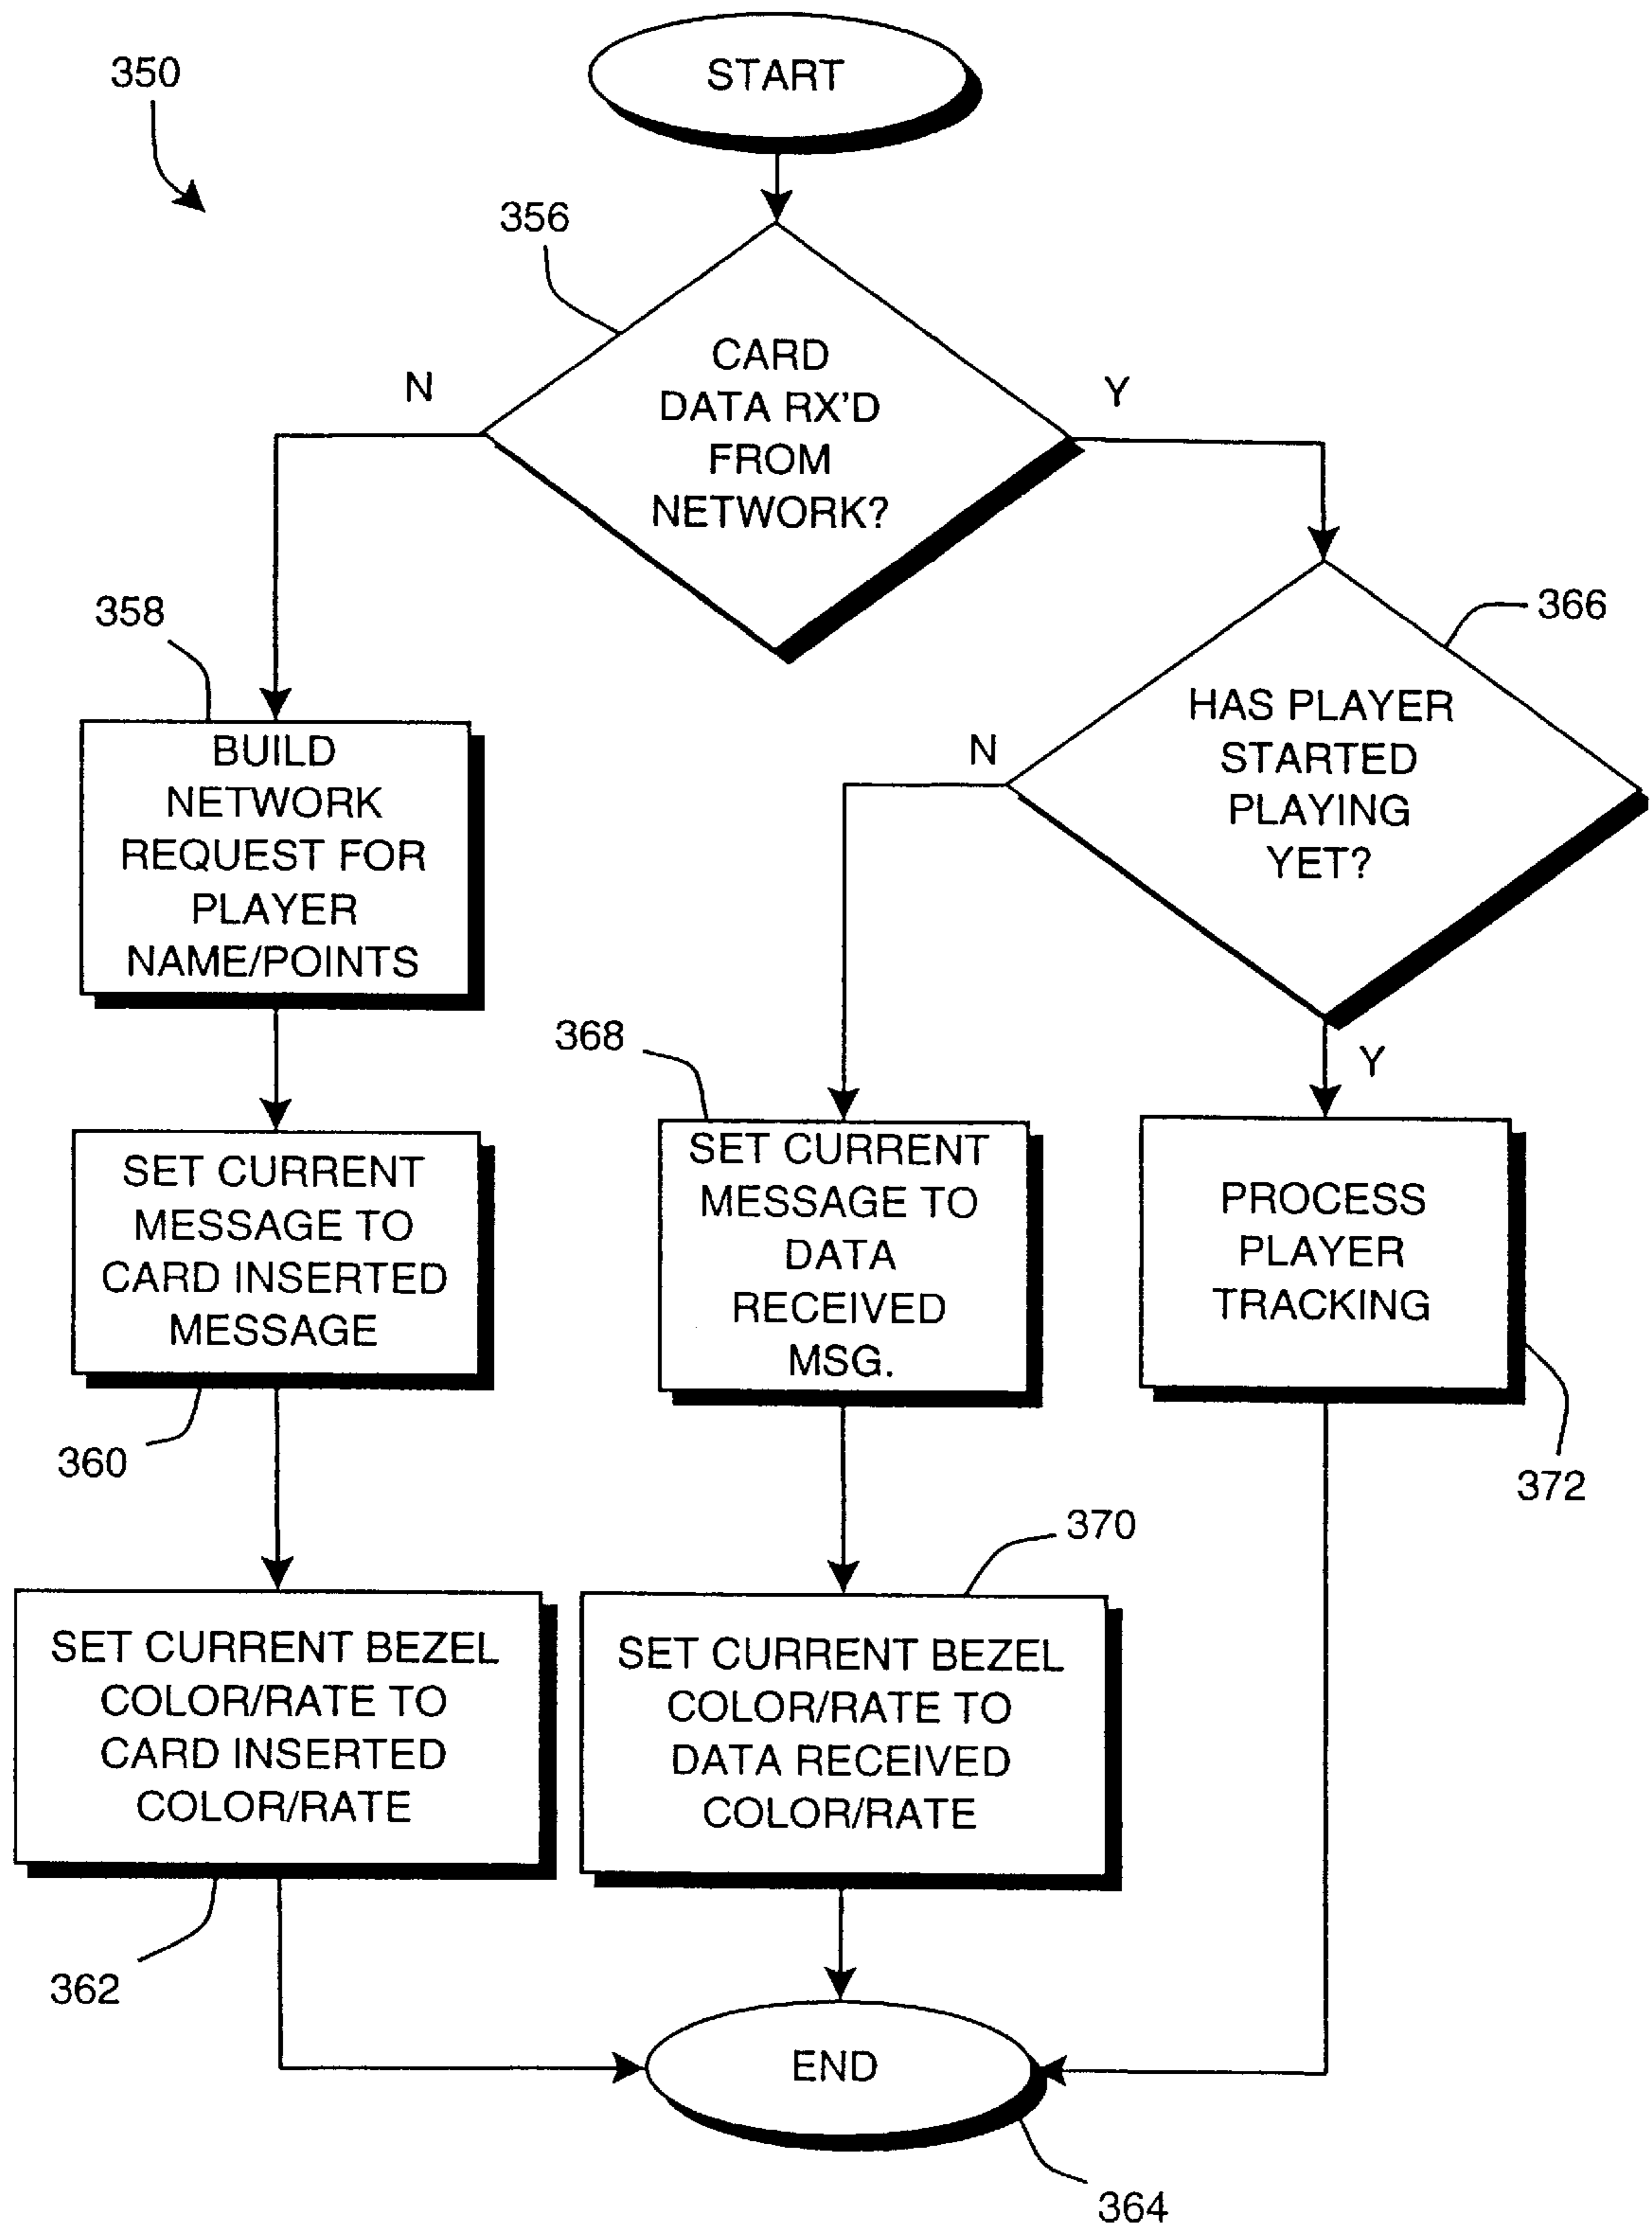 START
350
356
CARD
DATA RX'D
FROM
NETWORK?
N
Y
358
BUILD
NETWORK
REQUEST FOR
PLAYER
NAME/POINTS
366
HAS PLAYER
STARTED
PLAYING
YET?
N
Y
368
SET CURRENT
MESSAGE TO
DATA
RECEIVED
MSG.
PROCESS
PLAYER
TRACKING
372
SET CURRENT
MESSAGE TO
CARD INSERTED
MESSAGE
360
370
SET CURRENT BEZEL
COLOR/RATE TO
CARD INSERTED
COLOR/RATE
362
SET CURRENT BEZEL
COLOR/RATE TO
DATA RECEIVED
COLOR/RATE
END
364